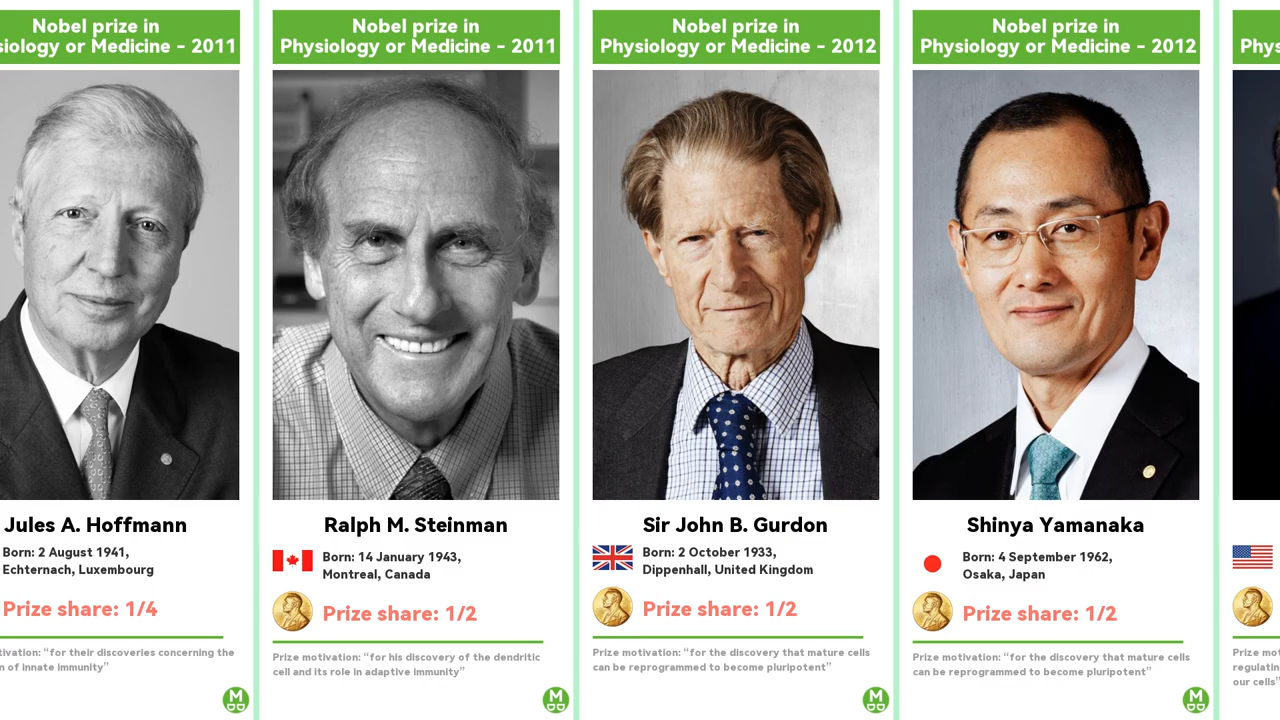 Nobel prize in
Physiology or Medicine - 2011
Jules A. Hoffmann
Born: 2 August 1941,
Echternach, Luxembourg
Prize share: 1/4
"for their discoveries concerning the
of innate immunity"
Nobel prize in
Physiology or Medicine - 2011
Ralph M. Steinman
Born: 14 January 1943,
Montreal, Canada
Prize share: 1/2
Prize motivation: "for his discovery of the dendritic
cell and its role in adaptive immunity"
Nobel prize in
Physiology or Medicine - 2012
Sir John B. Gurdon
Born: 2 October 1933,
Dippenhall, United Kingdom
Prize share: 1/2
Prize motivation: "for the discovery that mature cells
can be reprogrammed to become pluripotent"
Nobel prize in
Physiology or Medicine - 2012
Shinya Yamanaka
Born: 4 September 1962,
Osaka, Japan
Prize share: 1/2
Prize motivation: "for the discovery that mature cells
can be reprogrammed to become pluripotent"
Prize
our cells"